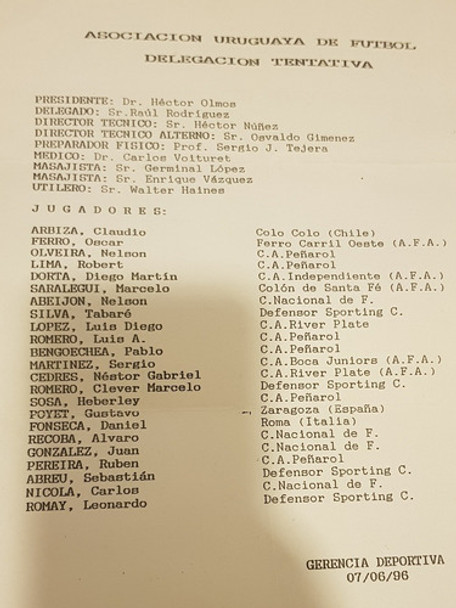 ASOCIACION URUGUAYA DE FUTBOL
DELEGACION TENTATIVA
PRESIDENTE: Dr. Héctor Olmos
DELEGADO: Sr.Raúl Rodríguez
DIRECTOR TECNICO: Sr. Héctor Núñez
DIRECTOR TECNICO ALTERNO: Sr. Osvaldo Gimenez
PREPARADOR FISICO: Prof. Sergio J. Tejera
MEDICO: Dr. Carlos Voituret
MASAJISTA: Sr. Germinal López
MASAJISTA: Sr. Enrique Vázquez
UTILERO: Sr. Walter Haines
J U G A D O R E S:
ARBIZA, Claudio Colo Colo (Chile)
FERRO, Oscar Ferro Carril Oeste (A.F.A.)
OLVEIRA, Nelson C.A.Peñarol
LIMA, Robert C.A.Peñarol
DORTA, Diego Martín C.A.Independiente (A.F.A.)
SARALEGUI, Marcelo Colón de Santa Fé (A.F.A.)
ABEIJON, Nelson C.Nacional de F.
SILVA, Tabaré Defensor Sporting C.
LOPEZ, Luis Diego C.A.River Plate
ROMERO, Luis A. C.A.Peñarol
BENGOECHEA, Pablo C.A.Peñarol
MARTINEZ, Sergio C.A.Boca Juniors (A.F.A.)
CEDRES, Néstor Gabriel C.A.River Plate (A.F.A.)
ROMERO, Clever Marcelo Defensor Sporting C.
SOSA, Heberley C.A.Peñarol
POYET, Gustavo Zaragoza (España)
FONSECA, Daniel Roma (Italia)
RECOBA, Alvaro C.Nacional de F.
GONZALEZ, Juan C.Nacional de F.
PEREIRA, Ruben C.A.Peñarol
ABREU, Sebastián Defensor Sporting C.
NICOLA, Carlos C.Nacional de F.
ROMAY, Leonardo Defensor Sporting C.
GERENCIA DEPORTIVA
07/06/96